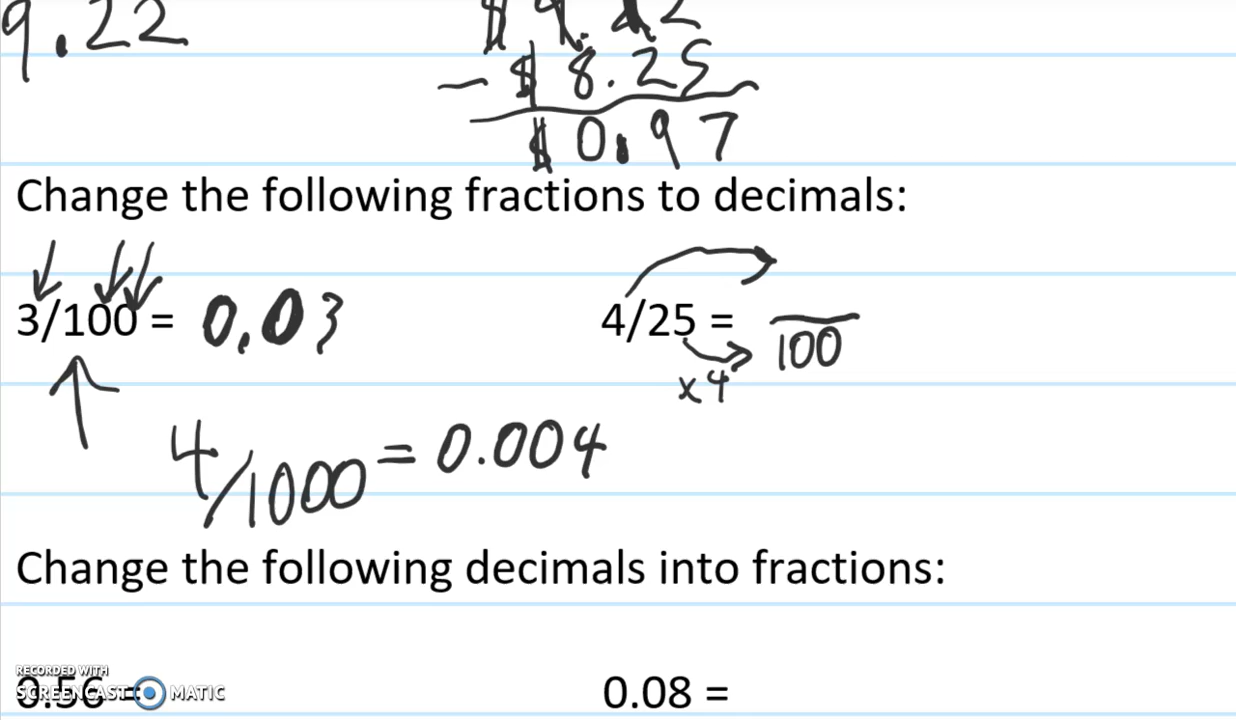 9.22
$9.22
- $8.25
$0.97
Change the following fractions to decimals:
3/100 = 0.03
4/25 =
100
x4
4/1000 = 0.004
Change the following decimals into fractions:
0.56 =
0.08 =
RECORDED WITH
SCREENCAST MATIC